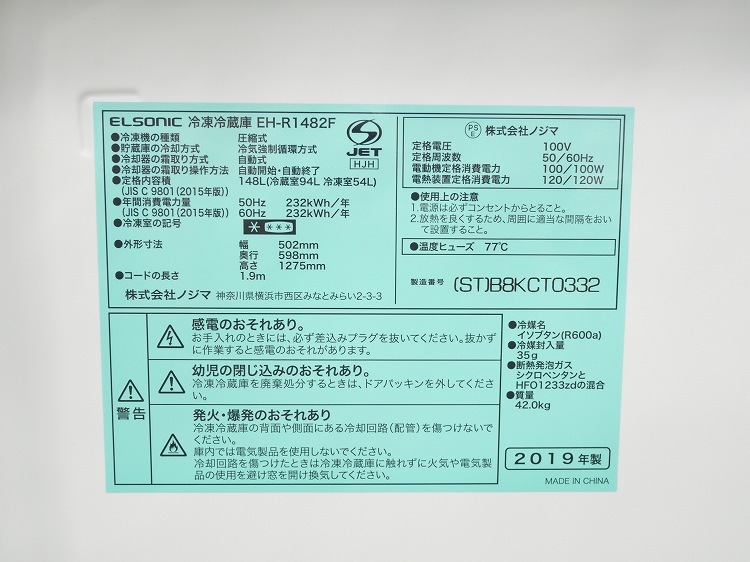 ELSONIC 冷凍冷蔵庫 EH-R1482F
●冷凍機の種類 圧縮式
●貯蔵庫の冷却方式 冷気強制循環方式
●冷却器の霜取り方式 自動式
●冷却器の霜取り操作方法 自動開始・自動終了
●定格内容積 148L(冷蔵室94L 冷凍室54L)
(JIS C 9801(2015年版))
●年間消費電力量 50Hz 232kWh/年
(JIS C 9801(2015年版)) 60Hz 232kWh/年
●冷凍室の記号
●外形寸法 幅 502mm
奥行 598mm
高さ 1275mm
●コードの長さ 1.9m
株式会社ノジマ 神奈川県横浜市西区みなとみらい2-3-3
JET
HJH
PS
E
株式会社ノジマ
定格電圧 100V
定格周波数 50/60Hz
電動機定格消費電力 100/100W
電熱装置定格消費電力 120/120W
●使用上の注意
1.電源は必ずコンセントからとること。
2.放熱を良くするため、周囲に適当な間隔をおい
て設置すること。
●温度ヒューズ 77℃
製造番号 (ST)B8KCT0332
警告
感電のおそれあり。
お手入れのときには、必ず差込みプラグを抜いてください。抜かず
に作業すると感電のおそれがあります。
幼児の閉じ込みのおそれあり。
冷凍冷蔵庫を廃棄処分するときは、ドアパッキンを外してくださ
い。
発火・爆発のおそれあり
冷凍冷蔵庫の背面や側面にある冷却回路(配管)を傷つけないで
ください。
庫内では電気製品を使用しないでください。
冷却回路を傷つけたときは冷凍冷蔵庫に触れずに火気や電気製
品の使用を避け窓を開け換気してください。
●冷媒名
イソブタン(R600a)
●冷媒封入量
35g
●断熱発泡ガス
シクロペンタンと
HFO1233zdの混合
●質量
42.0kg
2019年製
MADE IN CHINA